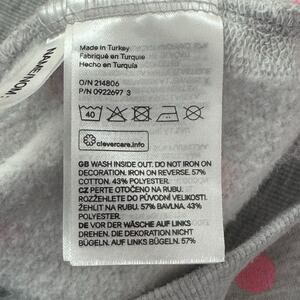 Made in Turkey
Fabriqué en Turquie
Hecho en Turquía
O/N 214806
P/N 0922697 3
40
clevercare.info
GB WASH INSIDE OUT. DO NOT IRON ON
DECORATION. IRON ON REVERSE. 57%
COTTON. 43% POLYESTER.
CZ PERTE OTOČENÉ NA RUBU.
ROZŽEHLETE DO PŮVODNÍ VELIKOSTI.
ŽEHLIT NA RUBU. 57% BAVLNA. 43%
POLYESTER.
DE VOR DER WÄSCHE AUF LINKS
DREHEN. DIE DEKORATION NICHT
BÜGELN. AUF LINKS BÜGELN. 57%
NAME/NOM: